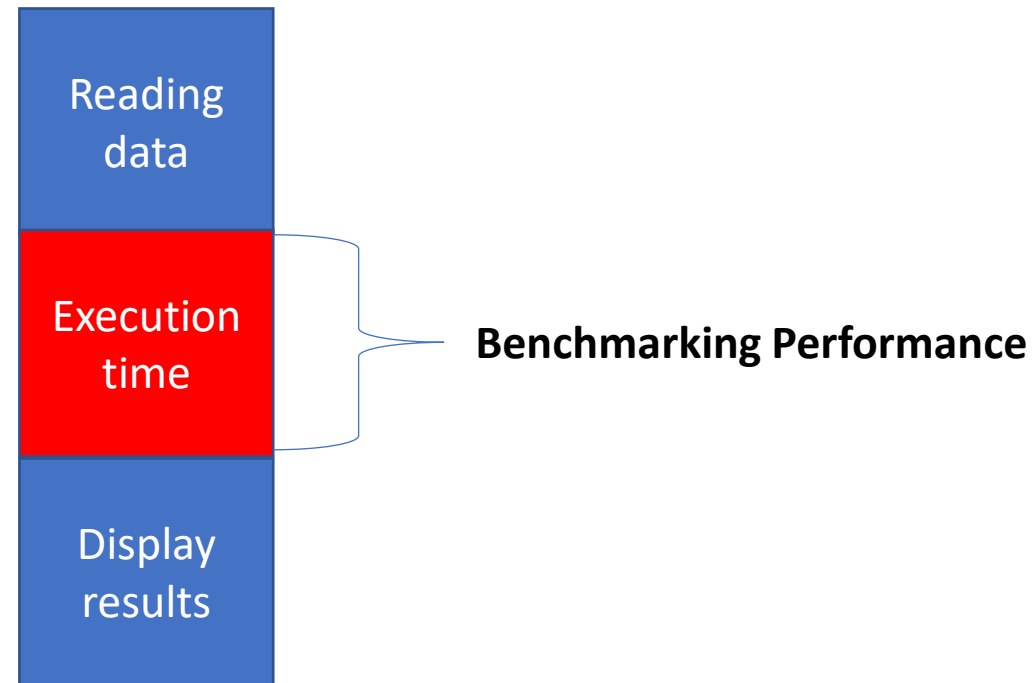 Reading
data
Execution
time
Benchmarking Performance
Display
results